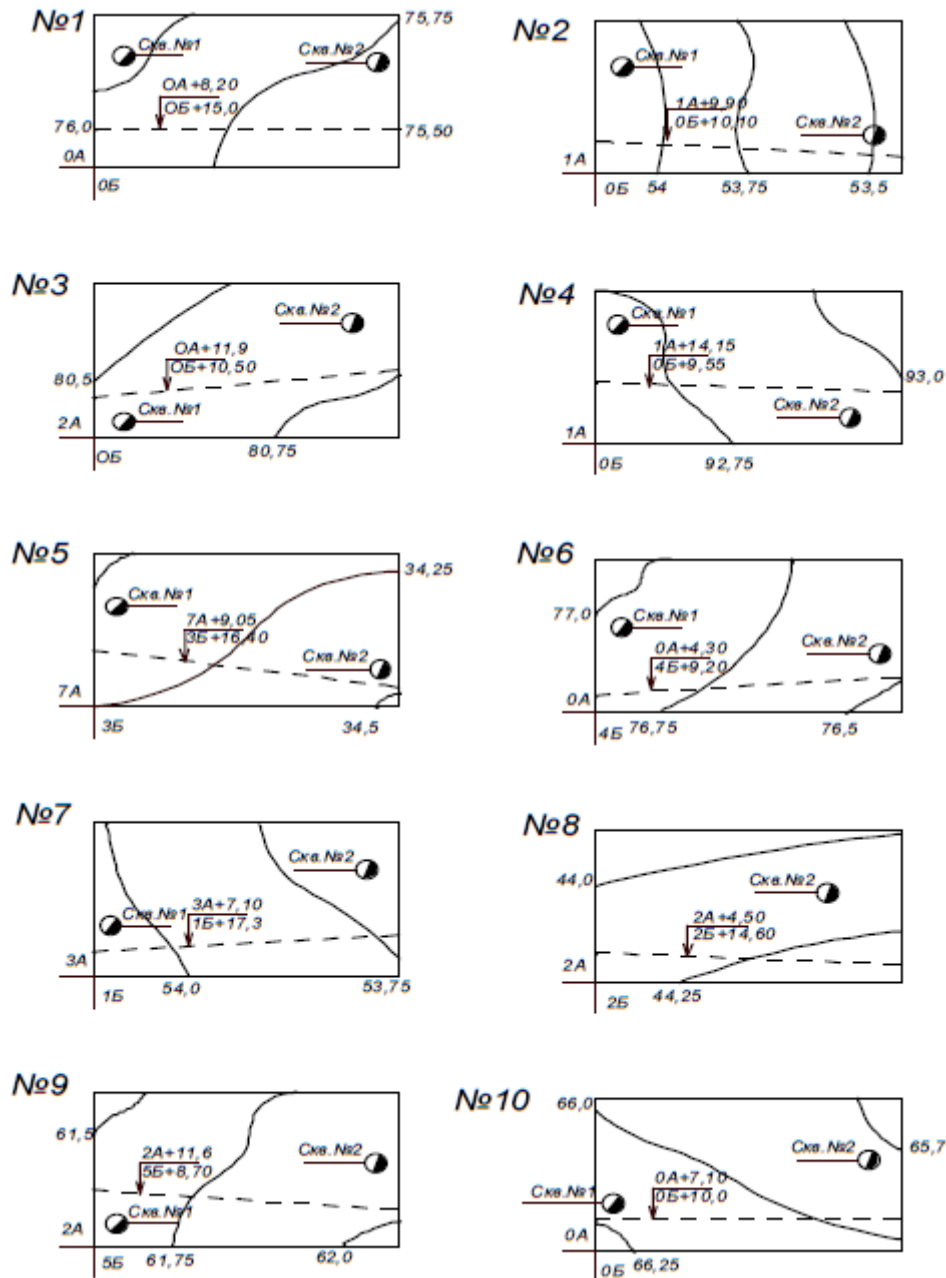 №1
75,75
Скв.№1
Скв.№2
ОА+8,20
ОБ+15,0
76,0
75,50
0А
0Б
№2
Скв.№1
1А+9,90
0Б+10,10
Скв.№2
1А
0Б
54
53,75
53,5
№3
Скв.№2
ОА+11,9
ОБ+10,50
80,5
Скв.№1
2А
ОБ
80,75
№4
Скв.№1
1А+14,15
0Б+9,55
93,0
Скв.№2
1А
0Б
92,75
№5
34,25
Скв.№1
7А+9,05
3Б+16,40
Скв.№2
7А
3Б
34,5
№6
77,0
Скв.№1
0А+4,30
4Б+9,20
Скв.№2
0А
4Б
76,75
76,5
№7
Скв.№2
Скв.№1
3А+7,10
1Б+17,3
3А
1Б
54,0
53,75
№8
44,0
Скв.№2
2А+4,50
2Б+14,60
2А
2Б
44,25
№9
61,5
Скв.№2
2А+11,6
5Б+8,70
Скв.№1
2А
5Б
61,75
62,0
№10
66,0
65,7
Скв.№2
Скв.№1
0А+7,10
0Б+10,0
0А
0Б
66,25